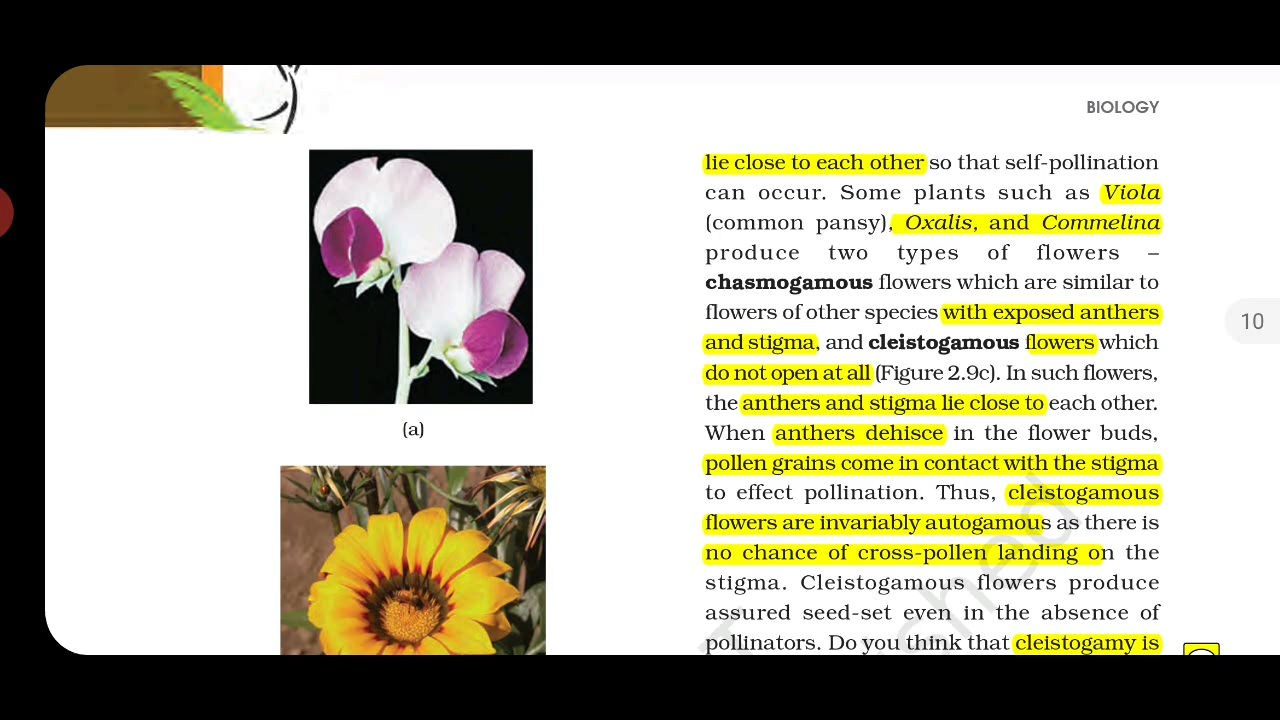 BIOLOGY
lie close to each other so that self-pollination
can occur. Some plants such as Viola
(common pansy), Oxalis, and Commelina
produce two types of flowers –
chasmogamous flowers which are similar to
flowers of other species with exposed anthers
and stigma, and cleistogamous flowers which
do not open at all (Figure 2.9c). In such flowers,
the anthers and stigma lie close to each other.
When anthers dehisce in the flower buds,
pollen grains come in contact with the stigma
to effect pollination. Thus, cleistogamous
flowers are invariably autogamous as there is
no chance of cross-pollen landing on the
stigma. Cleistogamous flowers produce
assured seed-set even in the absence of
pollinators. Do you think that cleistogamy is
(a)
10